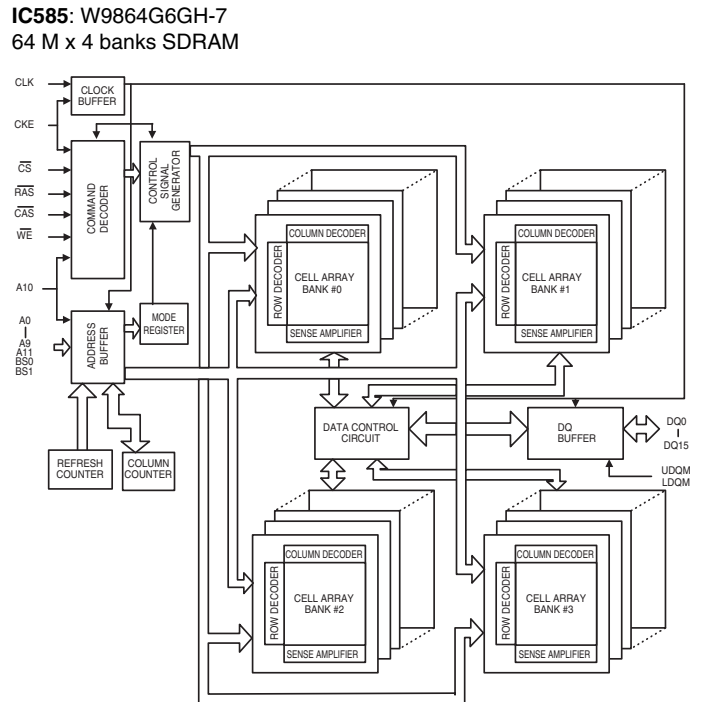 IC585: W9864G6GH-7
64 M x 4 banks SDRAM
CLK
CKE
CS
RAS
CAS
WE
A10
A0
A9
A11
BS0
BS1
CLOCK
BUFFER
COMMAND
DECODER
CONTROL
SIGNAL
GENERATOR
ADDRESS
BUFFER
MODE
REGISTER
REFRESH
COUNTER
COLUMN
COUNTER
COLUMN DECODER
ROW DECODER
CELL ARRAY
BANK #0
SENSE AMPLIFIER
COLUMN DECODER
ROW DECODER
CELL ARRAY
BANK #1
SENSE AMPLIFIER
DATA CONTROL
CIRCUIT
DQ
BUFFER
DQ0
DQ15
UDQM
LDQM
COLUMN DECODER
ROW DECODER
CELL ARRAY
BANK #2
SENSE AMPLIFIER
COLUMN DECODER
ROW DECODER
CELL ARRAY
BANK #3
SENSE AMPLIFIER